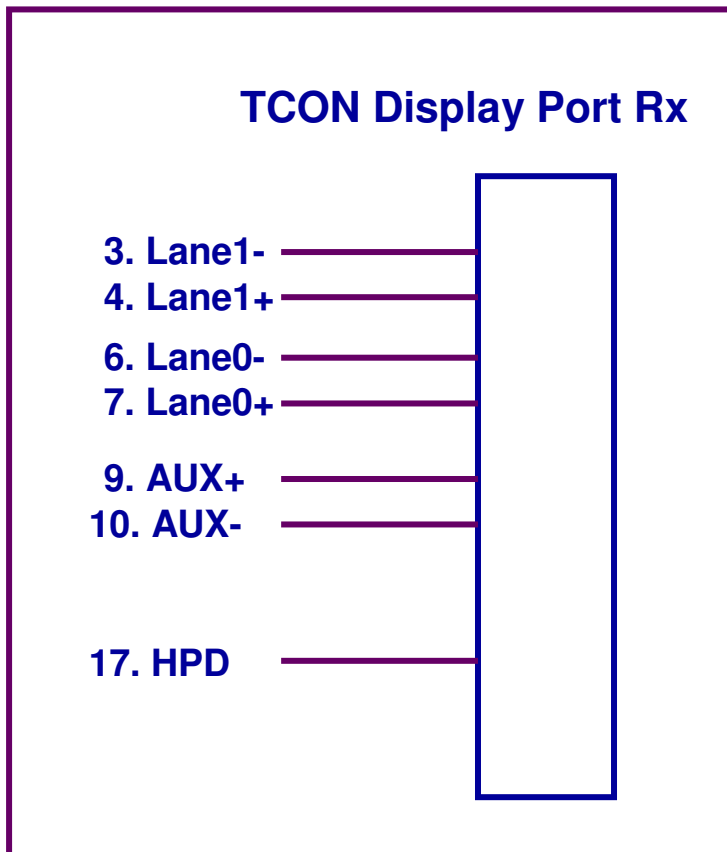 TCON Display Port Rx
3. Lane1-
4. Lane1+
6. Lane0-
7. Lane0+
9. AUX+
10. AUX-
17. HPD